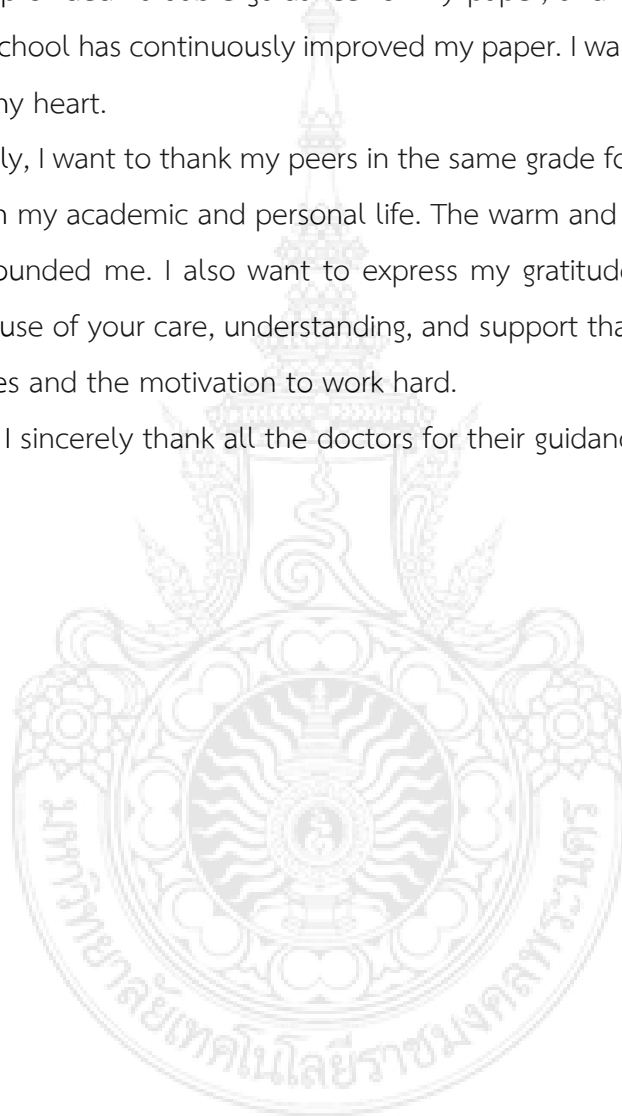 chool has continuously improved my paper. I wa
ny heart.
ly, I want to thank my peers in the same grade fo
n my academic and personal life. The warm and
ounded me. I also want to express my gratitude
use of your care, understanding, and support tha
es and the motivation to work hard.
I sincerely thank all the doctors for their guidanc
มหาวิทยาลัยเทคโนโลยีราชมงคลพระนคร